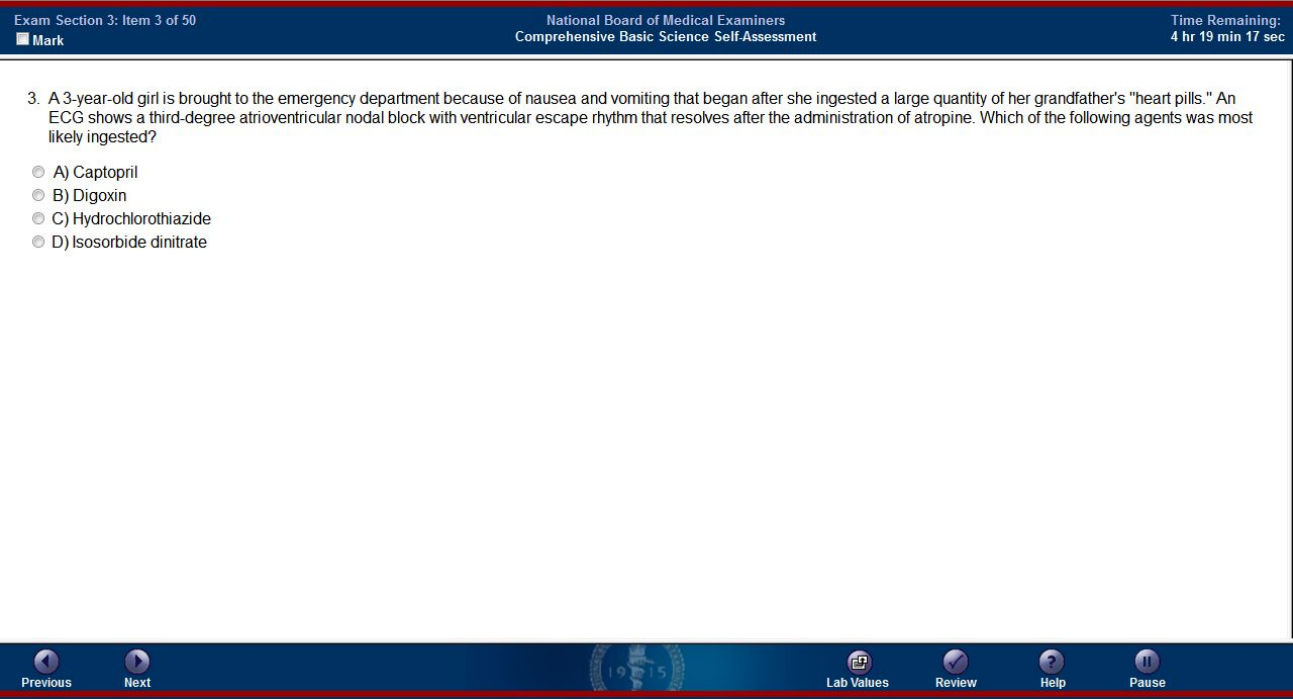 Exam Section 3: Item 3 of 50
National Board of Medical Examiners
Time Remaining:
Mark
Comprehensive Basic Science Self-Assessment
4 hr 19 min 17 sec
3. A 3-year-old girl is brought to the emergency department because of nausea and vomiting that began after she ingested a large quantity of her grandfather's "heart pills." An
ECG shows a third-degree atrioventricular nodal block with ventricular escape rhythm that resolves after the administration of atropine. Which of the following agents was most
likely ingested?
A) Captopril
B) Digoxin
C) Hydrochlorothiazide
D) Isosorbide dinitrate
1915
Previous
Next
Lab Values
Review
Help
Pause